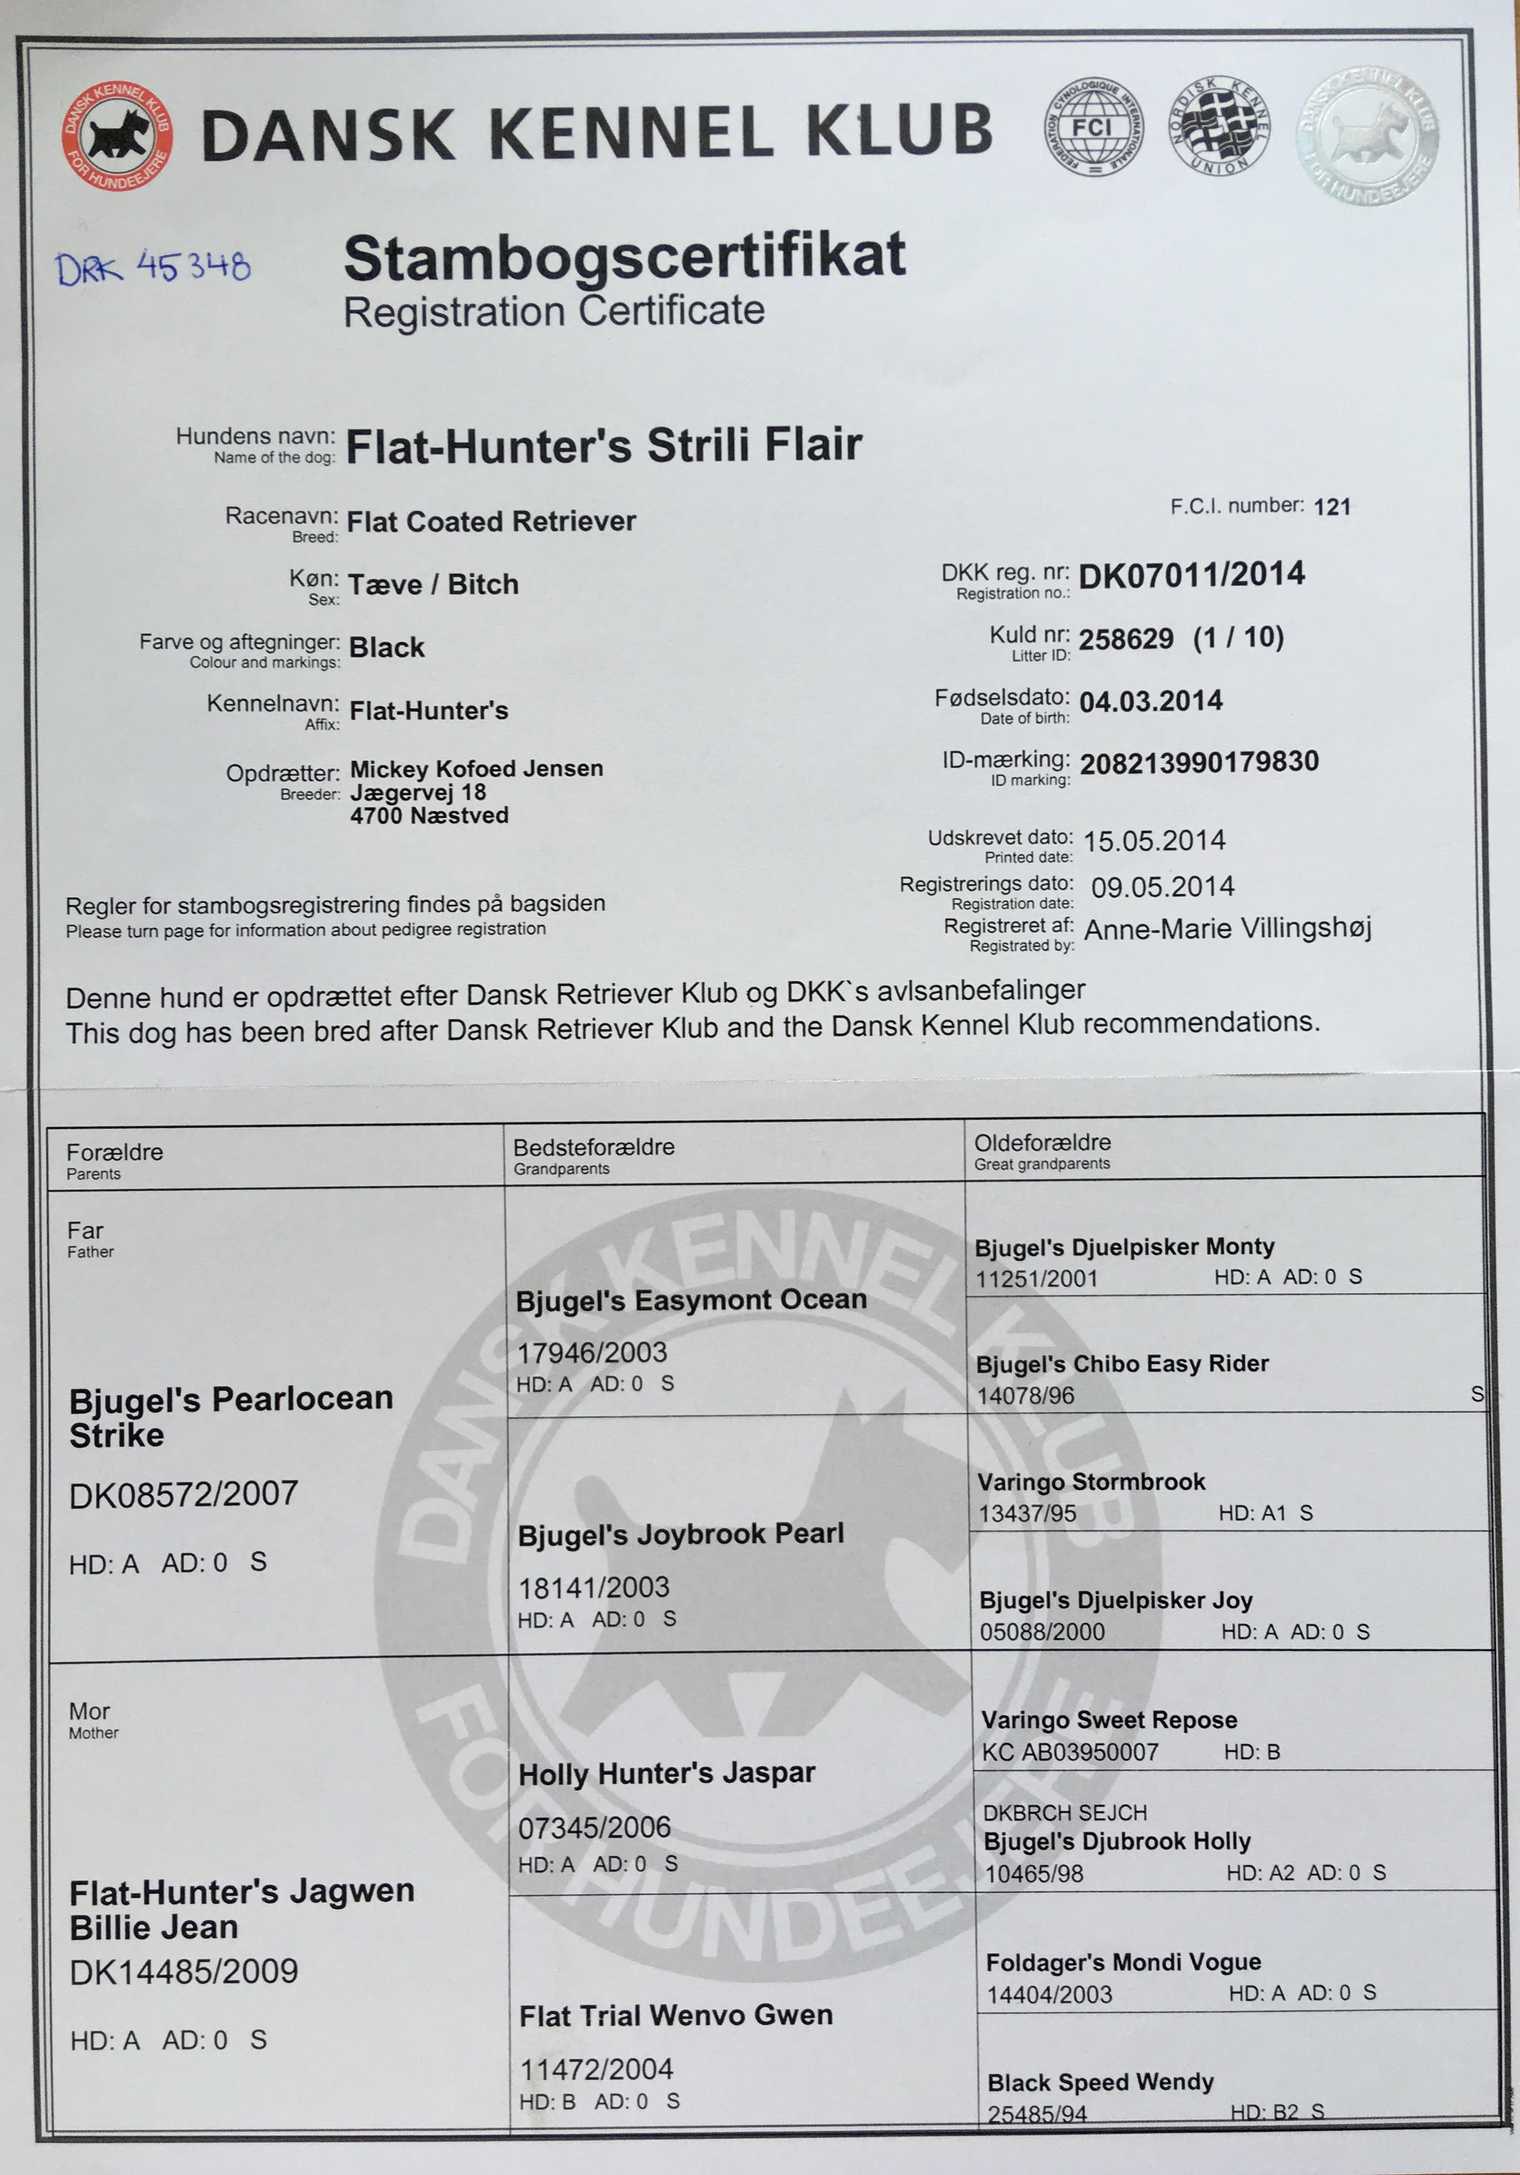 DANSK KENNEL KLUB
FOR HUNDEEJERE
DANSK KENNEL KLUB
FEDERATION CYNOLOGIQUE INTERNATIONALE
FCI
NORDISK KENNEL UNION
DANSK KENNEL KLUB
FOR HUNDEEJERE
DRK 45348
Stambogscertifikat
Registration Certificate
Hundens navn: Flat-Hunter's Strili Flair
Name of the dog:
Racenavn: Flat Coated Retriever
Breed:
F.C.I. number: 121
Køn: Tæve / Bitch
Sex:
DKK reg. nr: DK07011/2014
Registration no.:
Farve og aftegninger: Black
Colour and markings:
Kuld nr: 258629 (1 / 10)
Litter ID:
Kennelnavn: Flat-Hunter's
Affix:
Fødselsdato: 04.03.2014
Date of birth:
Opdrætter: Mickey Kofoed Jensen
Breeder: Jægervej 18
4700 Næstved
ID-mærking: 208213990179830
ID marking:
Udskrevet dato: 15.05.2014
Printed date:
Registrerings dato: 09.05.2014
Registration date:
Registreret af: Anne-Marie Villingshøj
Registrated by:
Regler for stambogsregistrering findes på bagsiden
Please turn page for information about pedigree registration
Denne hund er opdrættet efter Dansk Retriever Klub og DKK`s avlsanbefalinger
This dog has been bred after Dansk Retriever Klub and the Dansk Kennel Klub recommendations.
Forældre
Parents
Bedsteforældre
Grandparents
Oldeforældre
Great grandparents
Far
Father
Bjugel's Pearlocean
Strike
DK08572/2007
HD: A AD: 0 S
Bjugel's Easymont Ocean
17946/2003
HD: A AD: 0 S
Bjugel's Djuelpisker Monty
11251/2001 HD: A AD: 0 S
Bjugel's Chibo Easy Rider
14078/96 S
Bjugel's Joybrook Pearl
18141/2003
HD: A AD: 0 S
Varingo Stormbrook
13437/95 HD: A1 S
Bjugel's Djuelpisker Joy
05088/2000 HD: A AD: 0 S
Mor
Mother
Flat-Hunter's Jagwen
Billie Jean
DK14485/2009
HD: A AD: 0 S
Holly Hunter's Jaspar
07345/2006
HD: A AD: 0 S
Varingo Sweet Repose
KC AB03950007 HD: B
DKBRCH SEJCH
Bjugel's Djubrook Holly
10465/98 HD: A2 AD: 0 S
Flat Trial Wenvo Gwen
11472/2004
HD: B AD: 0 S
Foldager's Mondi Vogue
14404/2003 HD: A AD: 0 S
Black Speed Wendy
25485/94 HD: B2 S
DANSK KENNEL KLUB
FOR HUNDEEJERE